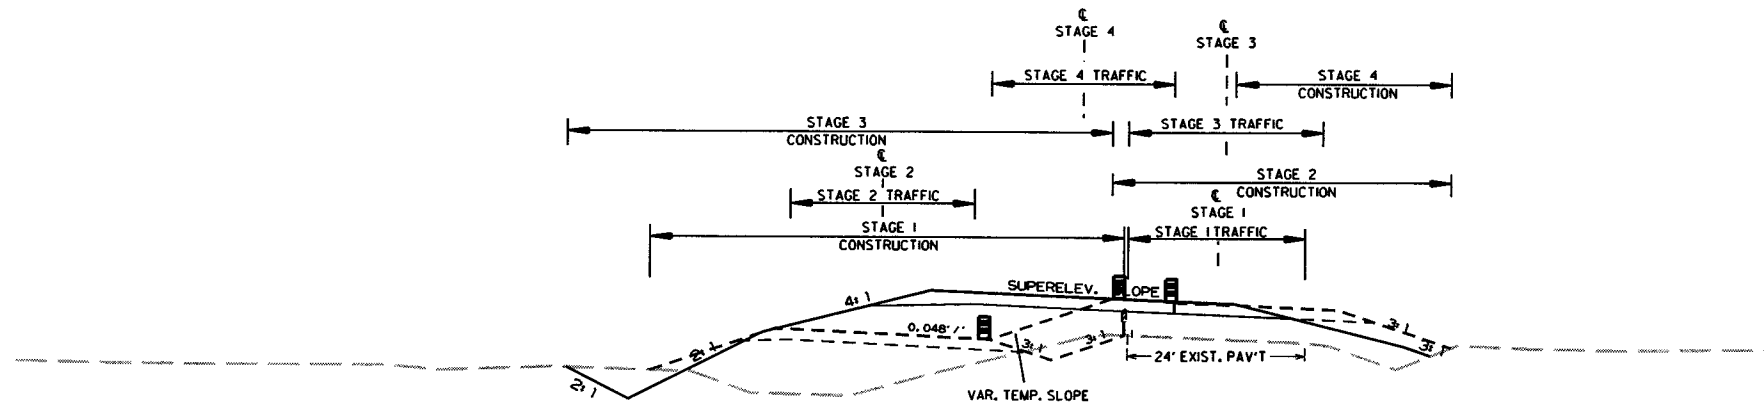 ℄
STAGE 4
℄
STAGE 3
STAGE 4 TRAFFIC
STAGE 4
CONSTRUCTION
STAGE 3
CONSTRUCTION
STAGE 3 TRAFFIC
℄
STAGE 2
STAGE 2
CONSTRUCTION
STAGE 2 TRAFFIC
℄
STAGE 1
STAGE 1
CONSTRUCTION
STAGE 1 TRAFFIC
SUPERELEV. SLOPE
4:1
0.048'/'
3:1
3:1
3:1
3:1
2:1
2:1
24' EXIST. PAV'T
VAR. TEMP. SLOPE